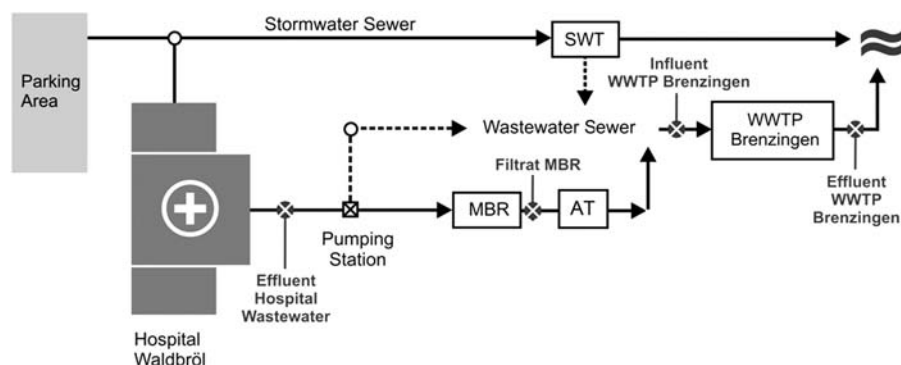 Stormwater Sewer
SWT
Parking
Area
Influent
WWTP Brenzingen
Wastewater Sewer
WWTP
Brenzingen
Filtrat MBR
MBR
AT
Effluent
WWTP
Brenzingen
Pumping
Station
Effluent
Hospital
Wastewater
Hospital
Waldbröl